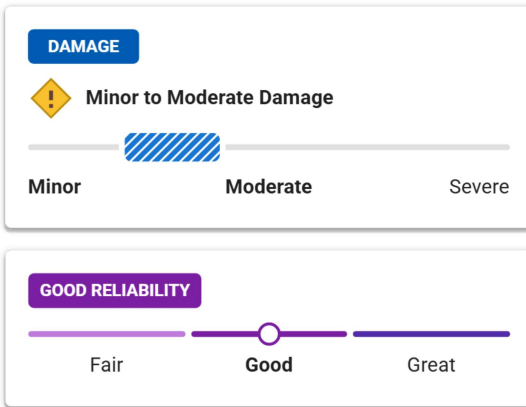 DAMAGE
! Minor to Moderate Damage
Minor Moderate Severe
GOOD RELIABILITY
Fair Good Great